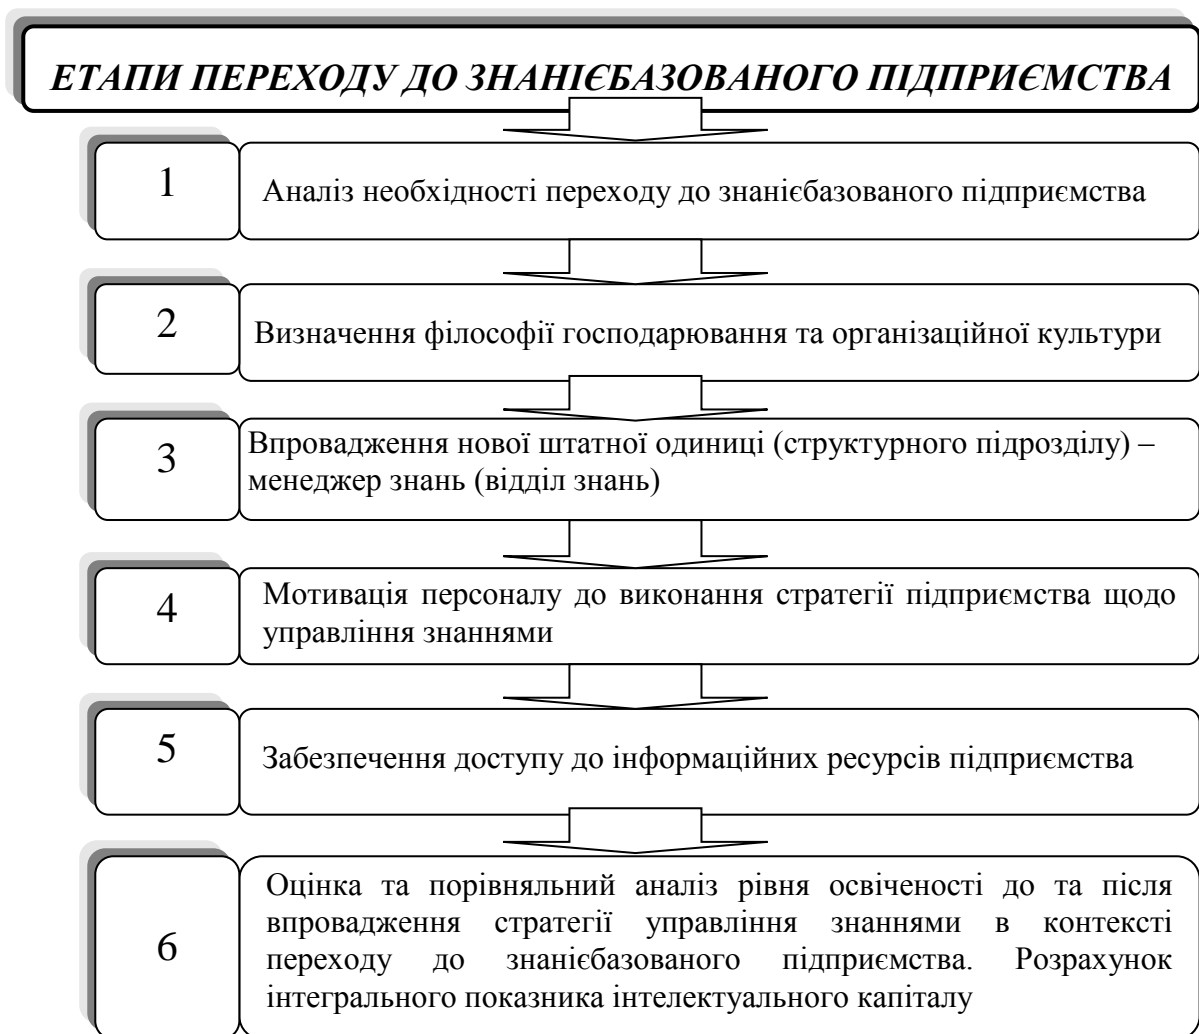 ЕТАПИ ПЕРЕХОДУ ДО ЗНАНІЄБАЗОВАНОГО ПІДПРИЄМСТВА
1
Аналіз необхідності переходу до знанієбазованого підприємства
2
Визначення філософії господарювання та організаційної культури
3
Впровадження нової штатної одиниці (структурного підрозділу) –
менеджер знань (відділ знань)
4
Мотивація персоналу до виконання стратегії підприємства щодо
управління знаннями
5
Забезпечення доступу до інформаційних ресурсів підприємства
6
Оцінка та порівняльний аналіз рівня освіченості до та після
впровадження стратегії управління знаннями в контексті
переходу до знанієбазованого підприємства. Розрахунок
інтегрального показника інтелектуального капіталу